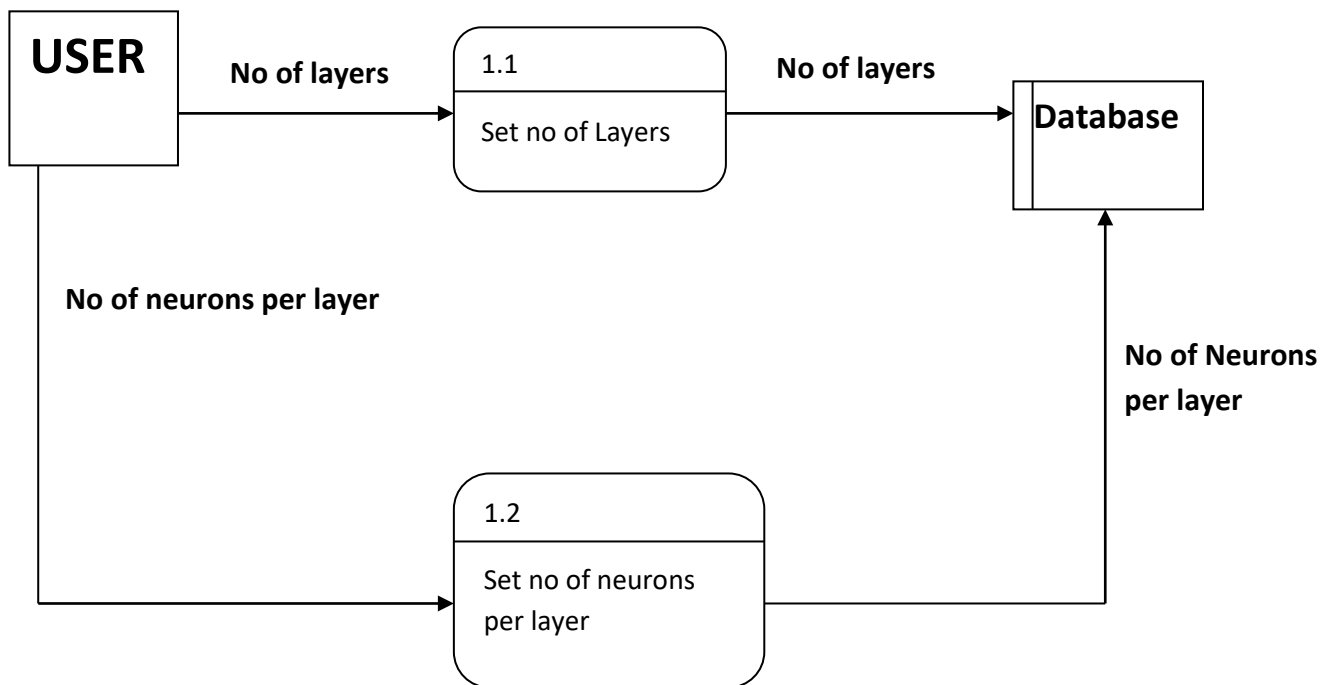 USER
No of layers
1.1
Set no of Layers
No of layers
Database
No of neurons per layer
No of Neurons
per layer
1.2
Set no of neurons
per layer